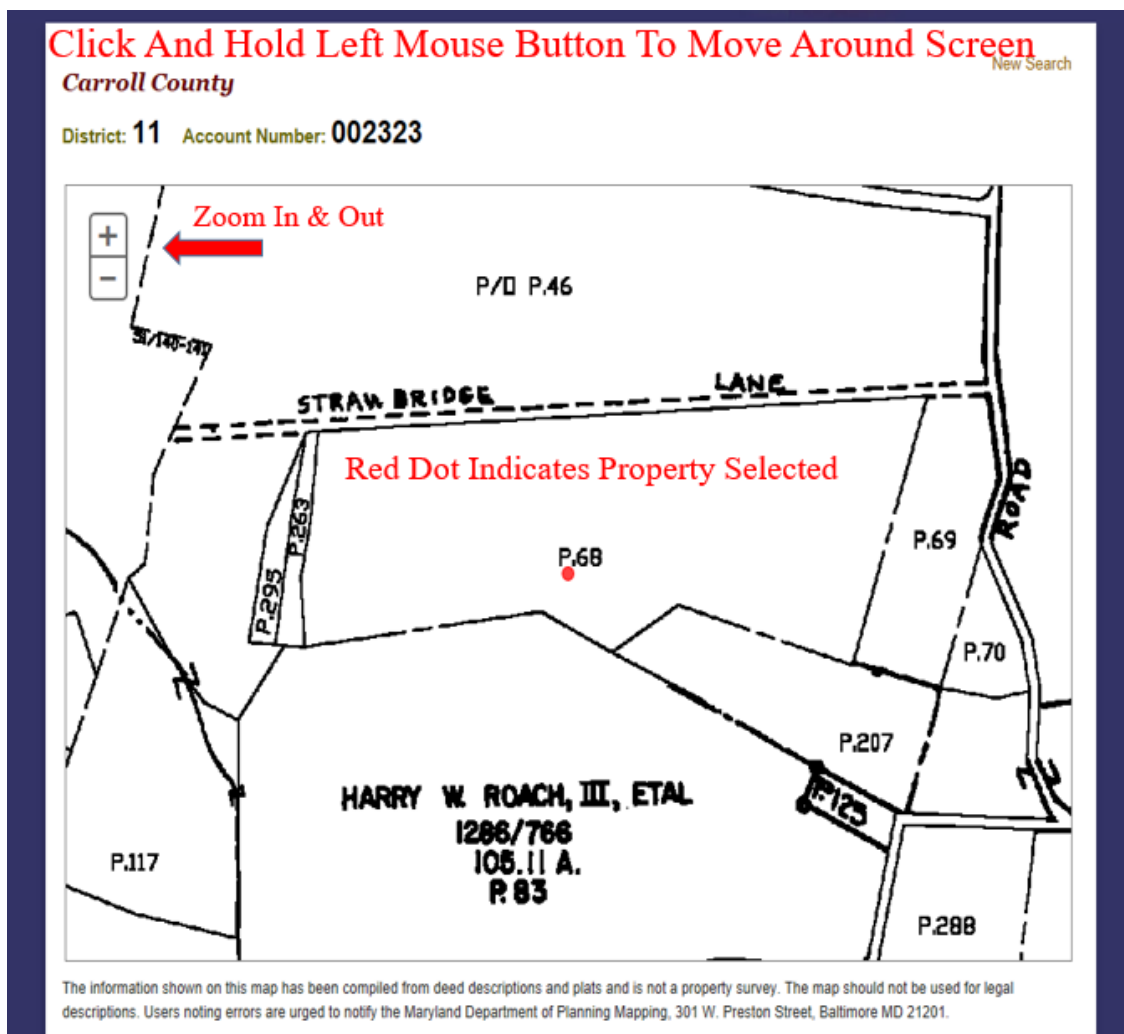 Click And Hold Left Mouse Button To Move Around Screen
New Search
Carroll County
District: 11 Account Number: 002323
+
Zoom In & Out
−
P/O P.46
STRAW BRIDGE LANE
Red Dot Indicates Property Selected
ROAD
P.263
P.69
P.68
P.295
P.70
P.207
P.125
HARRY W. ROACH, III, ETAL
1286/766
105.11 A.
P. 83
P.117
P.288
The information shown on this map has been compiled from deed descriptions and plats and is not a property survey. The map should not be used for legal
descriptions. Users noting errors are urged to notify the Maryland Department of Planning Mapping, 301 W. Preston Street, Baltimore MD 21201.